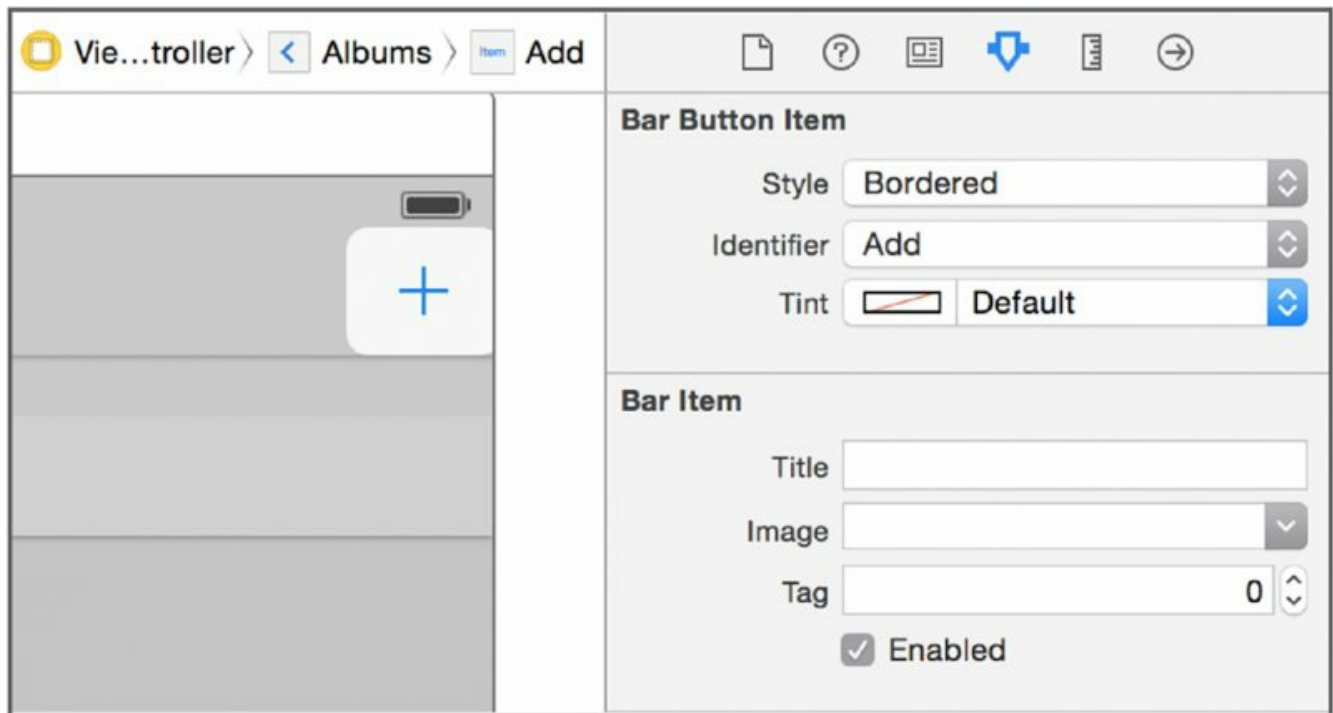 Vie...troller Albums Item Add
Bar Button Item
Style Bordered
Identifier Add
Tint Default
Bar Item
Title
Image
Tag 0
Enabled